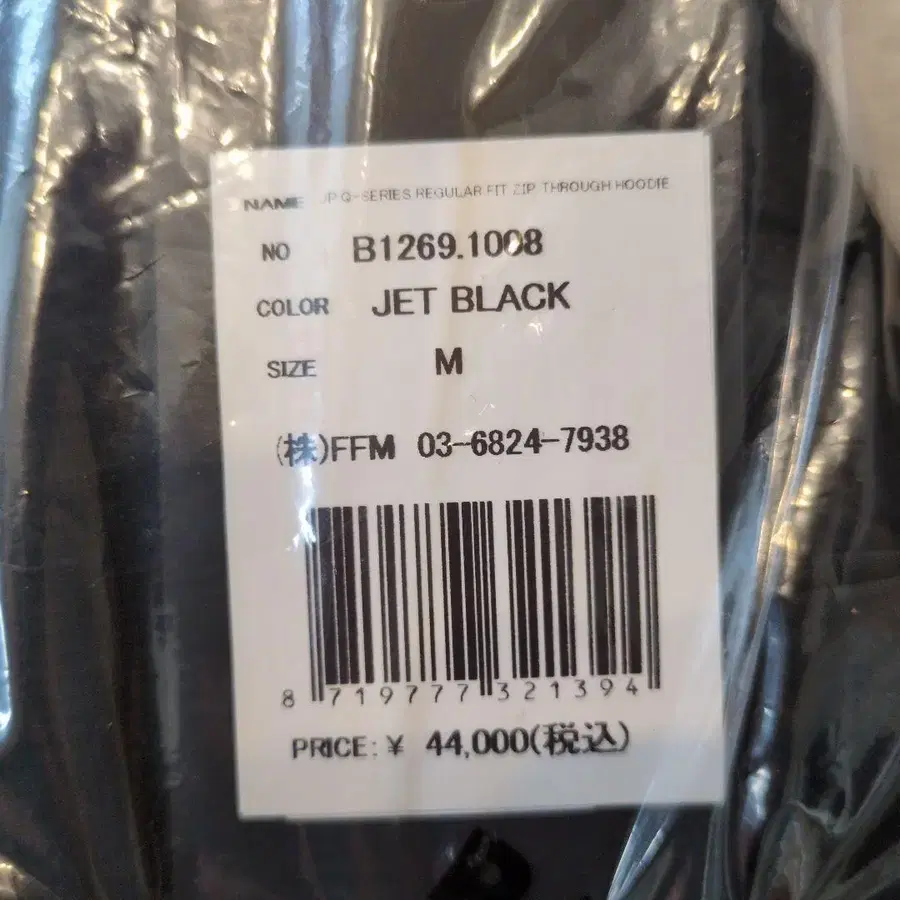 NAME JP Q-SERIES REGULAR FIT ZIP THROUGH HOODIE
NO B1269.1008
COLOR JET BLACK
SIZE M
(株)FFM 03-6824-7938
8 719777 321394
PRICE:¥ 44,000(税込)